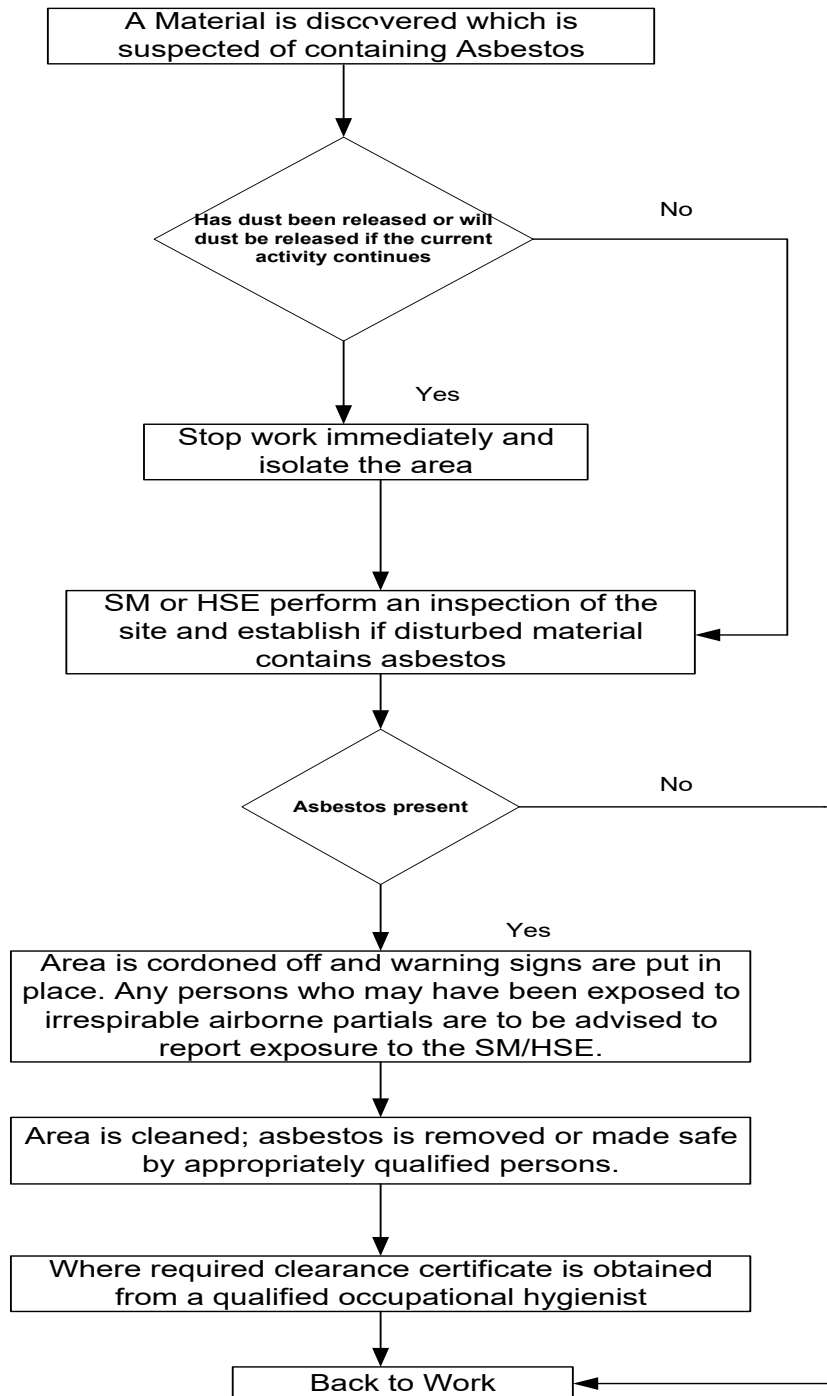 A Material is discovered which is
suspected of containing Asbestos
Has dust been released or will
dust be released if the current
activity continues
No
Yes
Stop work immediately and
isolate the area
SM or HSE perform an inspection of the
site and establish if disturbed material
contains asbestos
Asbestos present
No
Yes
Area is cordoned off and warning signs are put in
place. Any persons who may have been exposed to
irrespirable airborne partials are to be advised to
report exposure to the SM/HSE.
Area is cleaned; asbestos is removed or made safe
by appropriately qualified persons.
Where required clearance certificate is obtained
from a qualified occupational hygienist
Back to Work